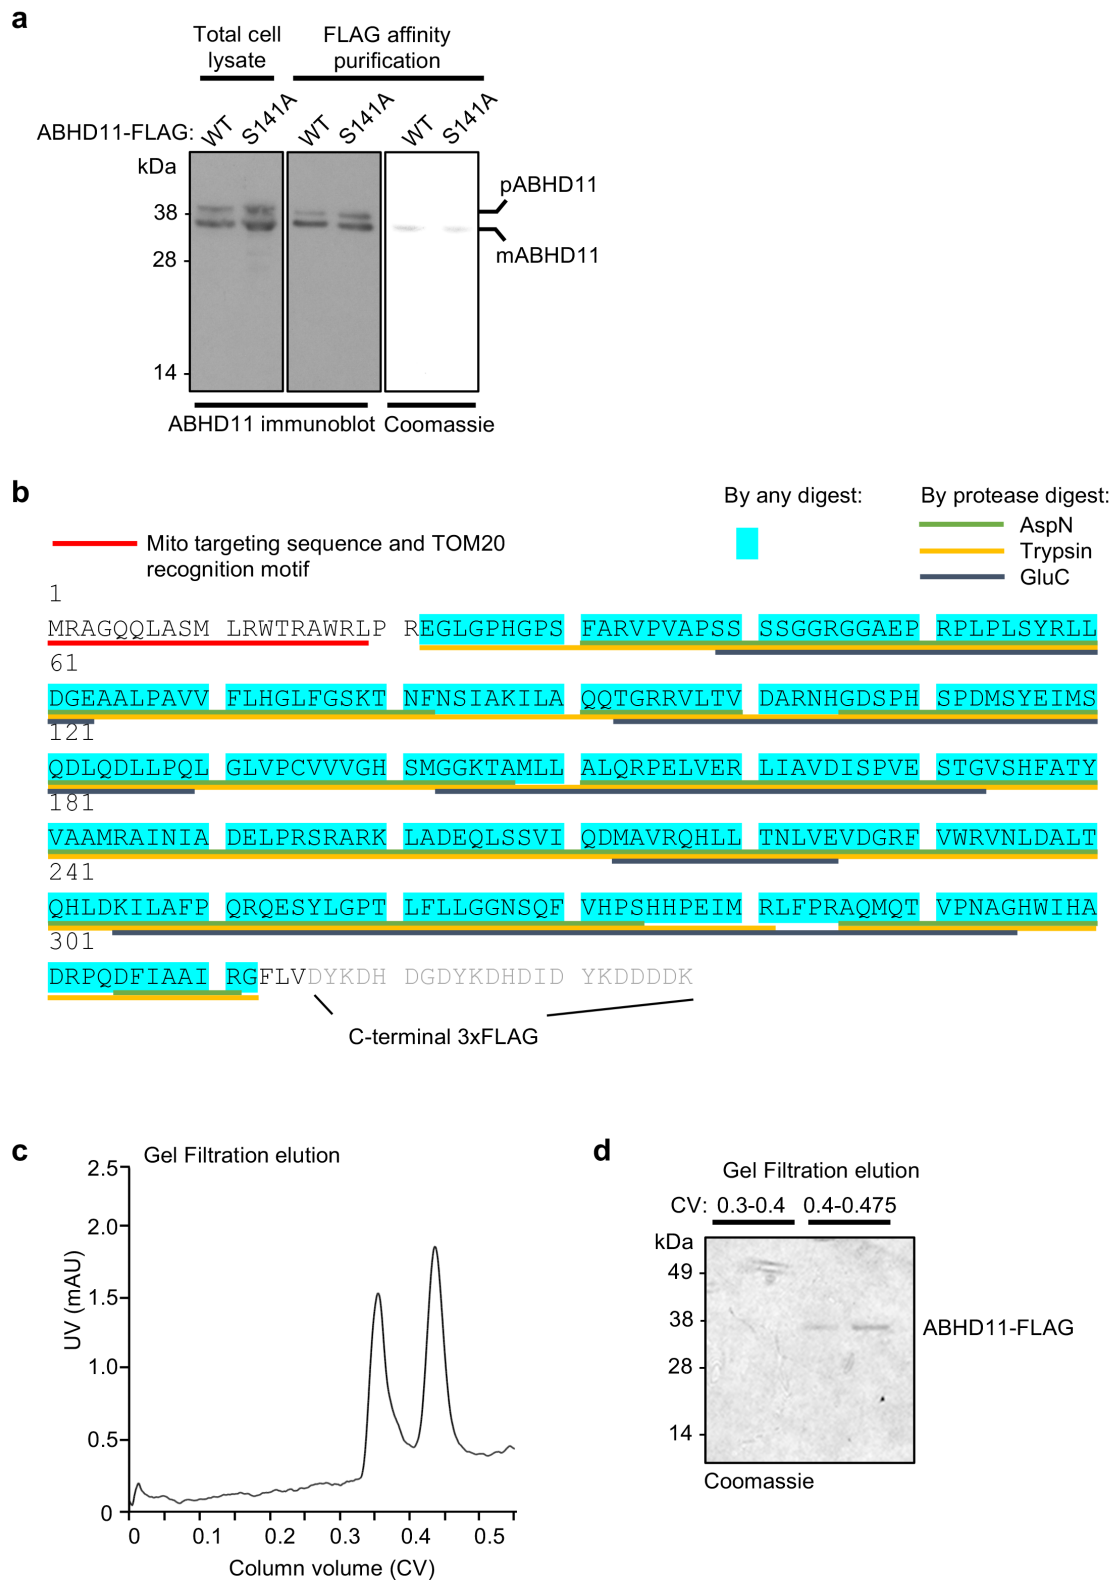 a
Total cell
lysate
FLAG affinity
purification
ABHD11-FLAG: WT S141A WT S141A WT S141A
kDa
38
28
14
pABHD11
mABHD11
ABHD11 immunoblot Coomassie
b
By any digest:
By protease digest:
AspN
Trypsin
GluC
Mito targeting sequence and TOM20
recognition motif
1
MRAGQQLASM LRWTRAWRLP REGLGPHGPS FARVPVAPSS SSGGRGGAEP RPLPLSYRLL
61
DGEAALPAVV FLHGLFGSKT NFNSIAKILA QQTGRRVLTV DARNHGDSPH SPDMSYEIMS
121
QDLQDLLPQL GLVPCVVVGH SMGGKTAMLL ALQRPELVER LIAVDISPVE STGVSHFATY
181
VAAMRAINIA DELPRSRARK LADEQLSSVI QDMAVRQHLL TNLVEVDGRF VWRVNLDALT
241
QHLDKILAFP QRQESYLGPT LFLLGGNSQF VHPSHHPEIM RLFPRAQMQT VPNAGHWIHA
301
DRPQDFIAAI RGFLVDYKDH DGDYKDHDID YKDDDDK
C-terminal 3xFLAG
c
Gel Filtration elution
UV (mAU)
2.5
2.0
1.5
1.0
0.5
0
0 0.1 0.2 0.3 0.4 0.5
Column volume (CV)
d
Gel Filtration elution
CV: 0.3-0.4 0.4-0.475
kDa
49
38
28
14
ABHD11-FLAG
Coomassie